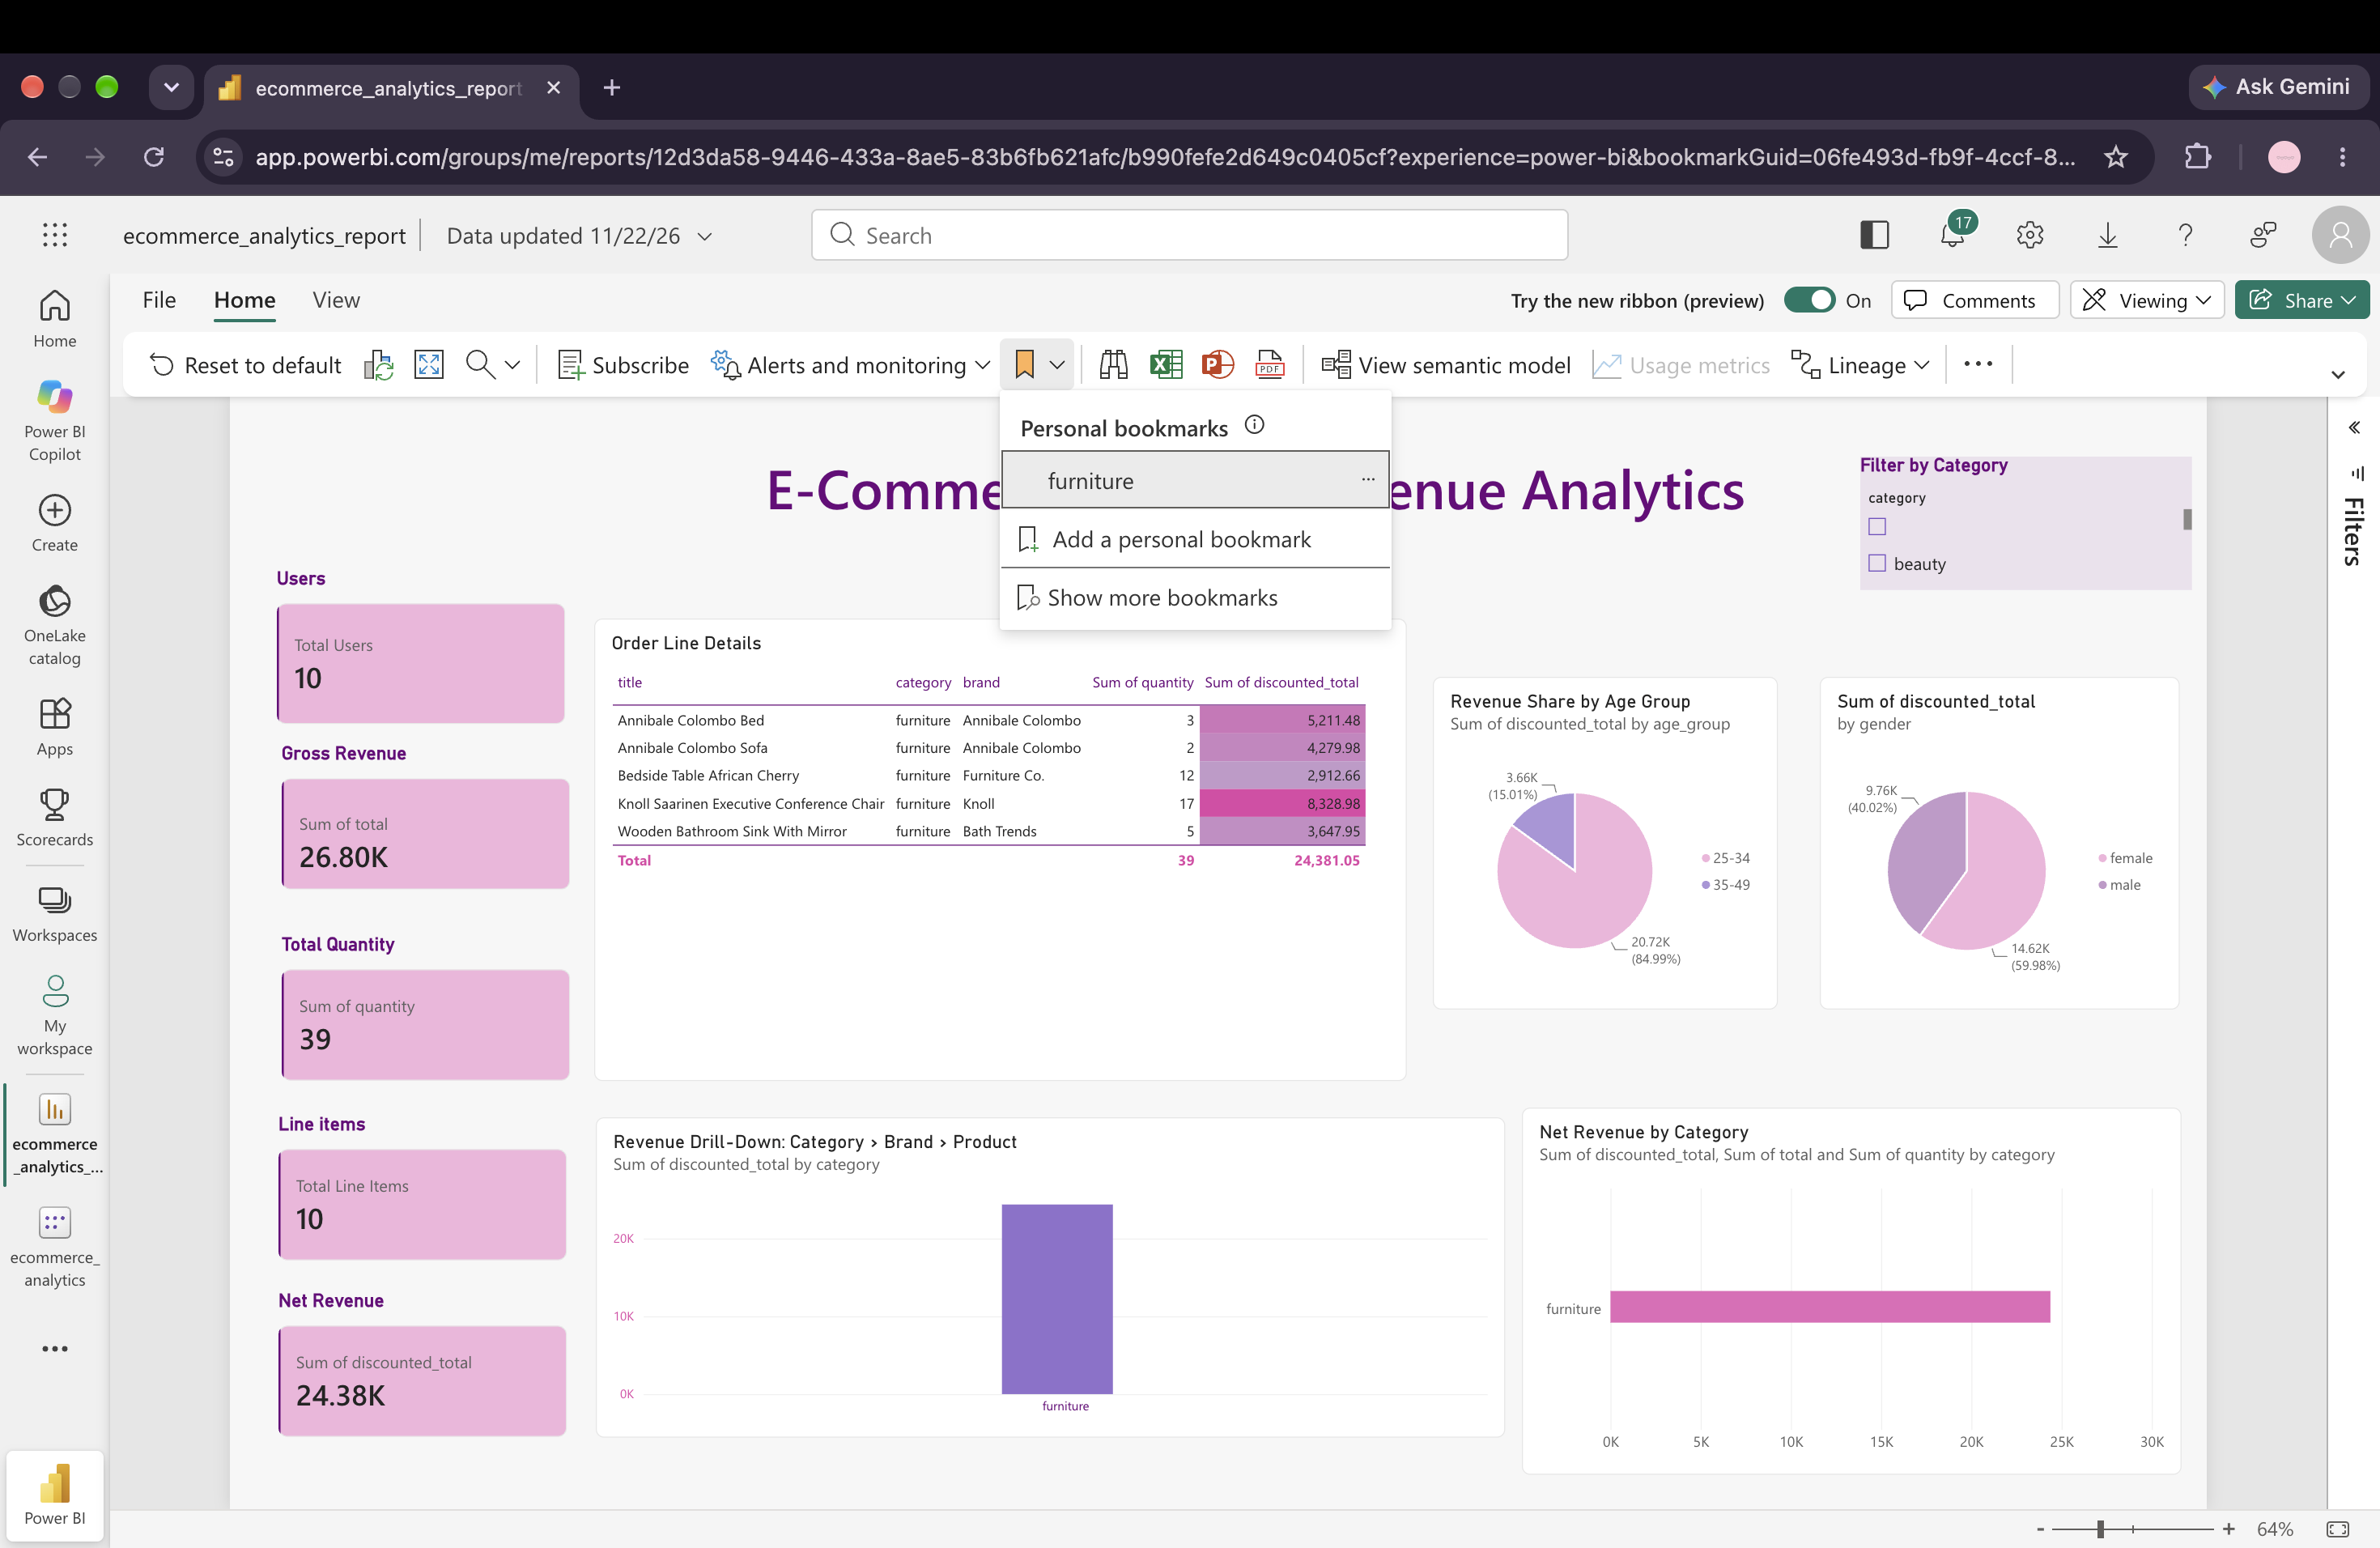 ecommerce_analytics_report
Ask Gemini
app.powerbi.com/groups/me/reports/12d3da58-9446-433a-8ae5-83b6fb621afc/b990fefe2d649c0405cf?experience=power-bi&bookmarkGuid=06fe493d-fb9f-4ccf-8...
ecommerce_analytics_report
Data updated 11/22/26
Search
17
File
Home
View
Try the new ribbon (preview)
On
Comments
Viewing
Share
Reset to default
Subscribe
Alerts and monitoring
PDF
View semantic model
Usage metrics
Lineage
Home
Power BI
Copilot
Create
OneLake
catalog
Apps
Scorecards
Workspaces
My
workspace
ecommerce
_analytics_...
ecommerce_
analytics
Power BI
Personal bookmarks
furniture
Add a personal bookmark
Show more bookmarks
E-Comme
enue Analytics
Filter by Category
category
beauty
Filters
Users
Total Users
10
Gross Revenue
Sum of total
26.80K
Total Quantity
Sum of quantity
39
Line items
Total Line Items
10
Net Revenue
Sum of discounted_total
24.38K
Order Line Details
title category brand Sum of quantity Sum of discounted_total
Annibale Colombo Bed furniture Annibale Colombo 3 5,211.48
Annibale Colombo Sofa furniture Annibale Colombo 2 4,279.98
Bedside Table African Cherry furniture Furniture Co. 12 2,912.66
Knoll Saarinen Executive Conference Chair furniture Knoll 17 8,328.98
Wooden Bathroom Sink With Mirror furniture Bath Trends 5 3,647.95
Total 39 24,381.05
Revenue Share by Age Group
Sum of discounted_total by age_group
3.66K
(15.01%)
20.72K
(84.99%)
25-34
35-49
Sum of discounted_total
by gender
9.76K
(40.02%)
14.62K
(59.98%)
female
male
Revenue Drill-Down: Category › Brand › Product
Sum of discounted_total by category
20K
10K
0K
furniture
Net Revenue by Category
Sum of discounted_total, Sum of total and Sum of quantity by category
furniture
0K 5K 10K 15K 20K 25K 30K
- + 64%